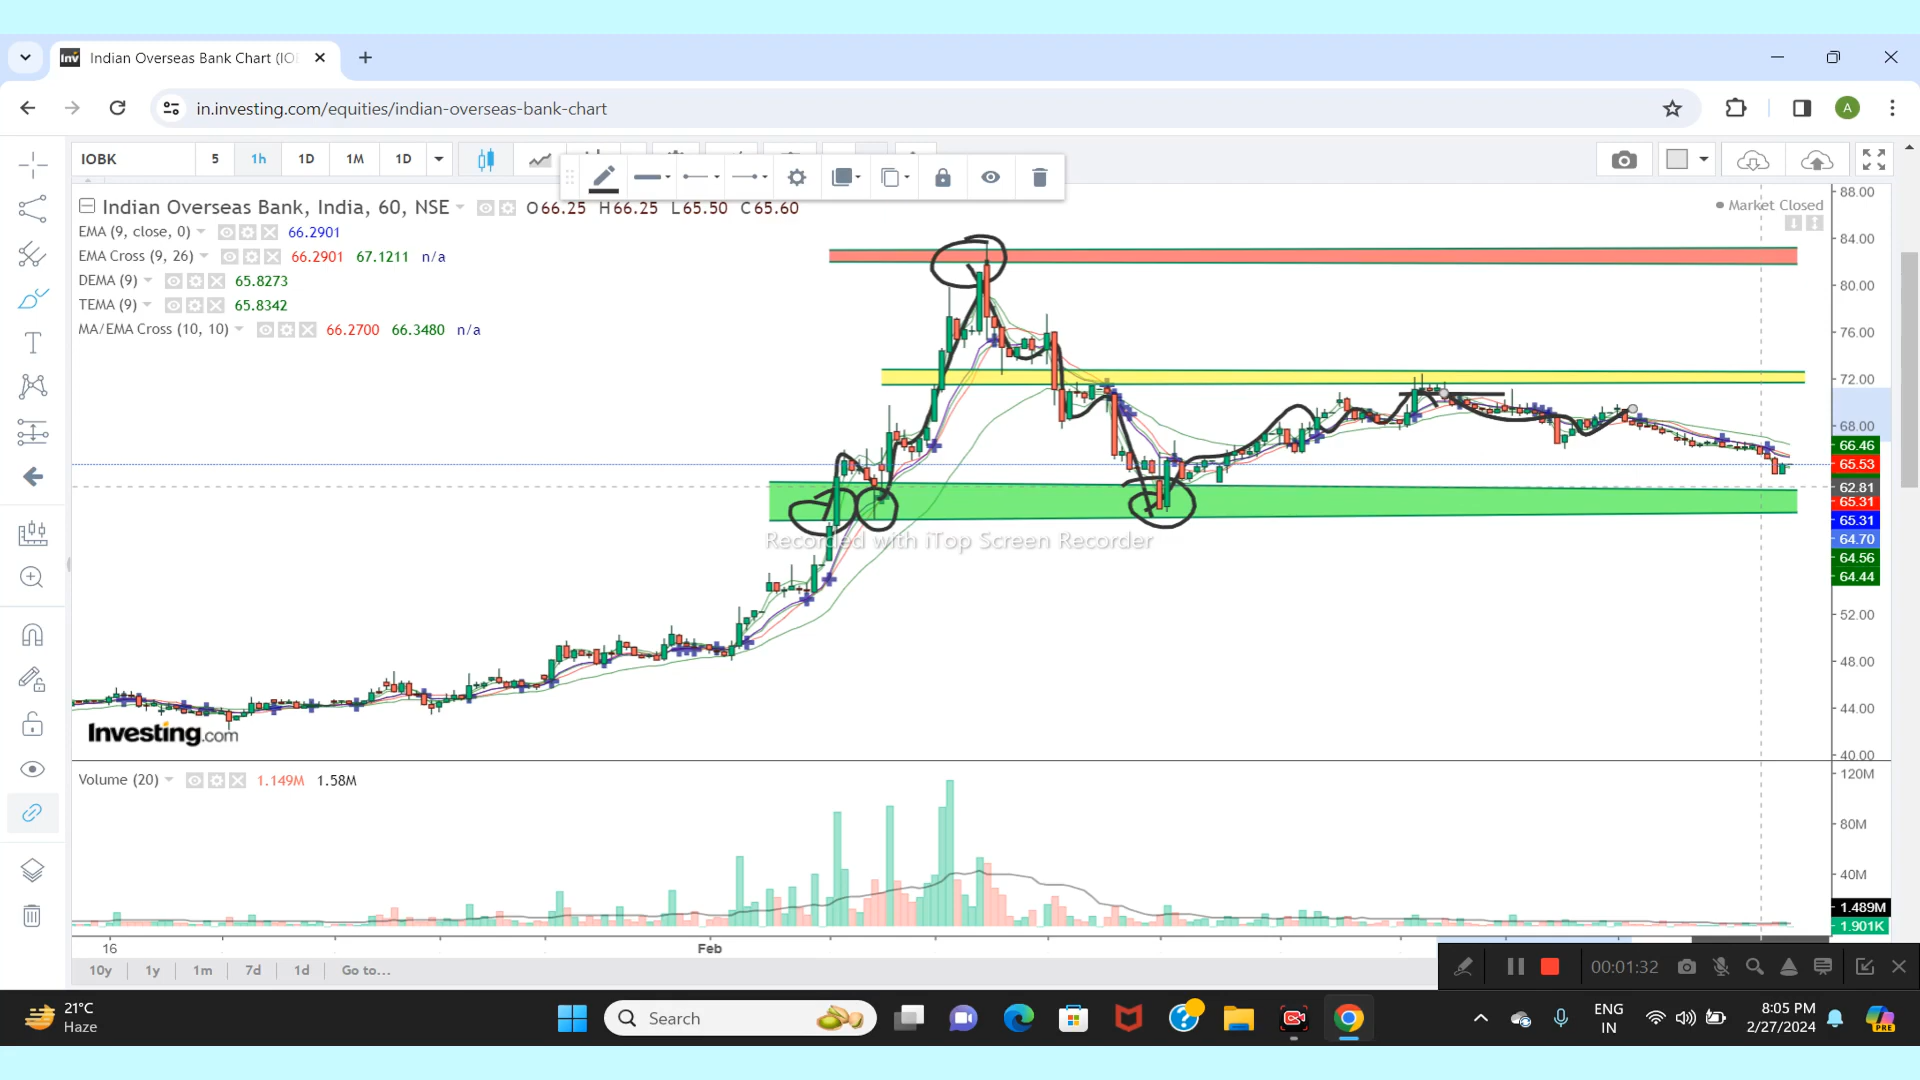 Indian Overseas Bank Chart (IO
in.investing.com/equities/indian-overseas-bank-chart
A
IOBK 5 1h 1D 1M 1D
Indian Overseas Bank, India, 60, NSE O66.25 H66.25 L65.50 C65.60
Market Closed
EMA (9, close, 0) 66.2901
EMA Cross (9, 26) 66.2901 67.1211 n/a
DEMA (9) 65.8273
TEMA (9) 65.8342
MA/EMA Cross (10, 10) 66.2700 66.3480 n/a
88.00
84.00
80.00
76.00
72.00
68.00
66.46
65.53
62.81
65.31
65.31
64.70
64.56
64.44
52.00
48.00
44.00
40.00
Recorded with iTop Screen Recorder
Investing.com
Volume (20) 1.149M 1.58M
120M
80M
40M
1.489M
1.901K
16 Feb
10y 1y 1m 7d 1d Go to...
00:01:32
21°C
Haze
Search
ENG
IN
8:05 PM
2/27/2024
PRE